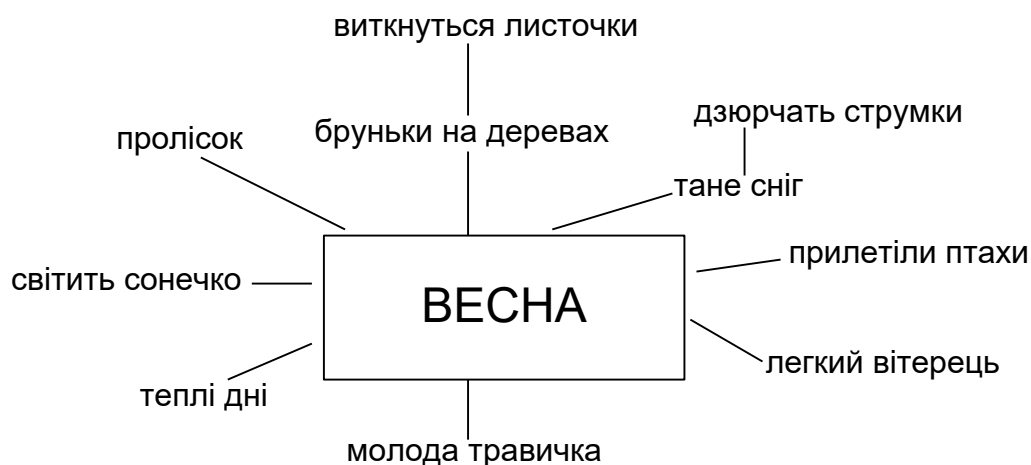 виткнуться листочки
дзюрчать струмки
пролісок
бруньки на деревах
тане сніг
прилетіли птахи
світить сонечко
ВЕСНА
легкий вітерець
теплі дні
молода травичка